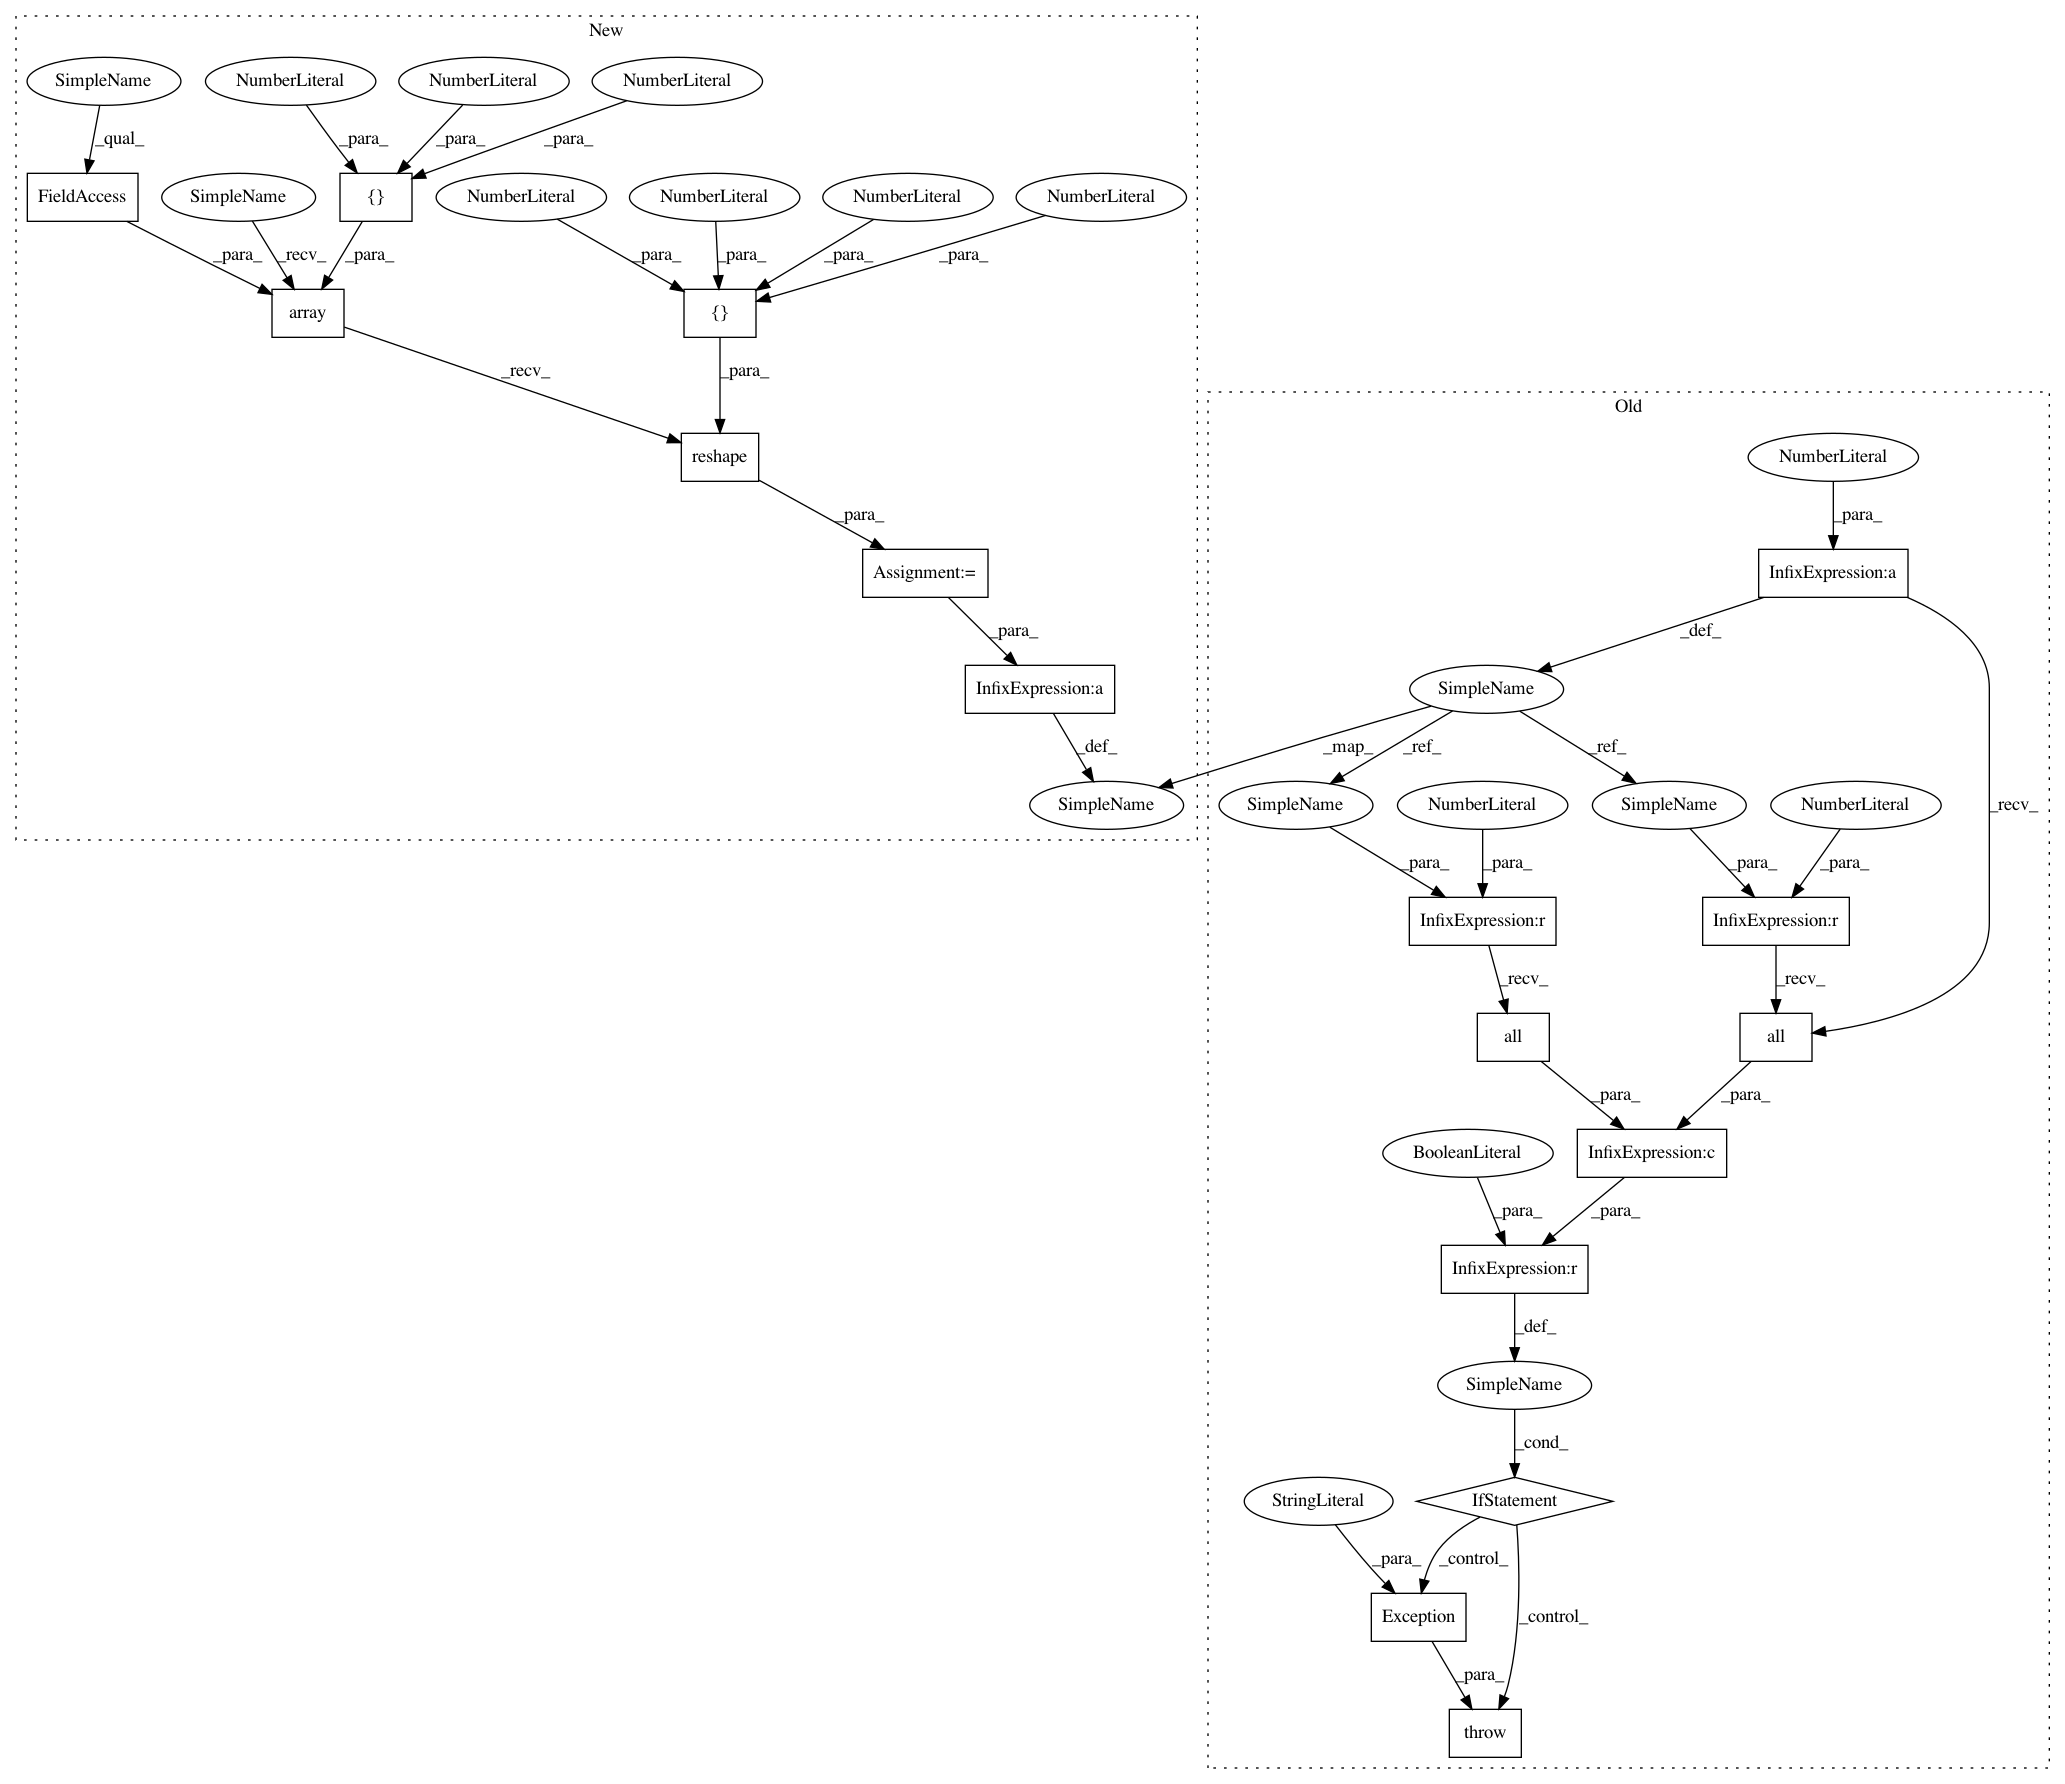 New
SimpleName
NumberLiteral
NumberLiteral
NumberLiteral
_qual_
_para_
_para_
_para_
FieldAccess
SimpleName
{}
NumberLiteral
NumberLiteral
NumberLiteral
NumberLiteral
_para_
_recv_
_para_
_para_
_para_
_para_
_para_
array
{}
_recv_
_para_
reshape
_para_
Assignment:=
_para_
InfixExpression:a
_def_
SimpleName
Old
NumberLiteral
_para_
InfixExpression:a
_def_
SimpleName
_map_
_ref_
_ref_
SimpleName
NumberLiteral
SimpleName
NumberLiteral
_recv_
_para_
_para_
_para_
_para_
InfixExpression:r
InfixExpression:r
_recv_
_recv_
all
all
_para_
_para_
BooleanLiteral
InfixExpression:c
_para_
_para_
InfixExpression:r
_def_
SimpleName
_cond_
StringLiteral
IfStatement
_para_
_control_
Exception
_control_
_para_
throw